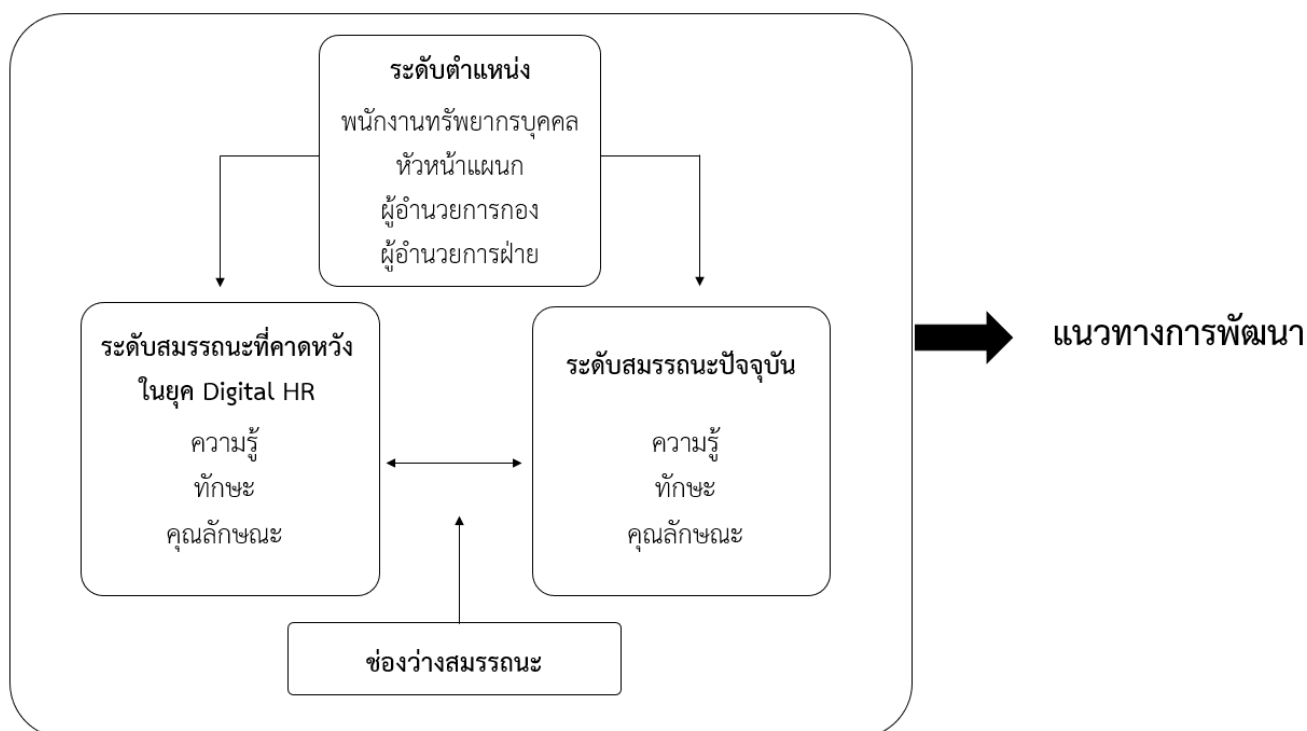 ระดับตำแหน่ง
พนักงานทรัพยากรบุคคล
หัวหน้าแผนก
ผู้อำนวยการกอง
ผู้อำนวยการฝ่าย
ระดับสมรรถนะที่คาดหวัง
ในยุค Digital HR
ความรู้
ทักษะ
คุณลักษณะ
ระดับสมรรถนะปัจจุบัน
ความรู้
ทักษะ
คุณลักษณะ
ช่องว่างสมรรถนะ
แนวทางการพัฒนา